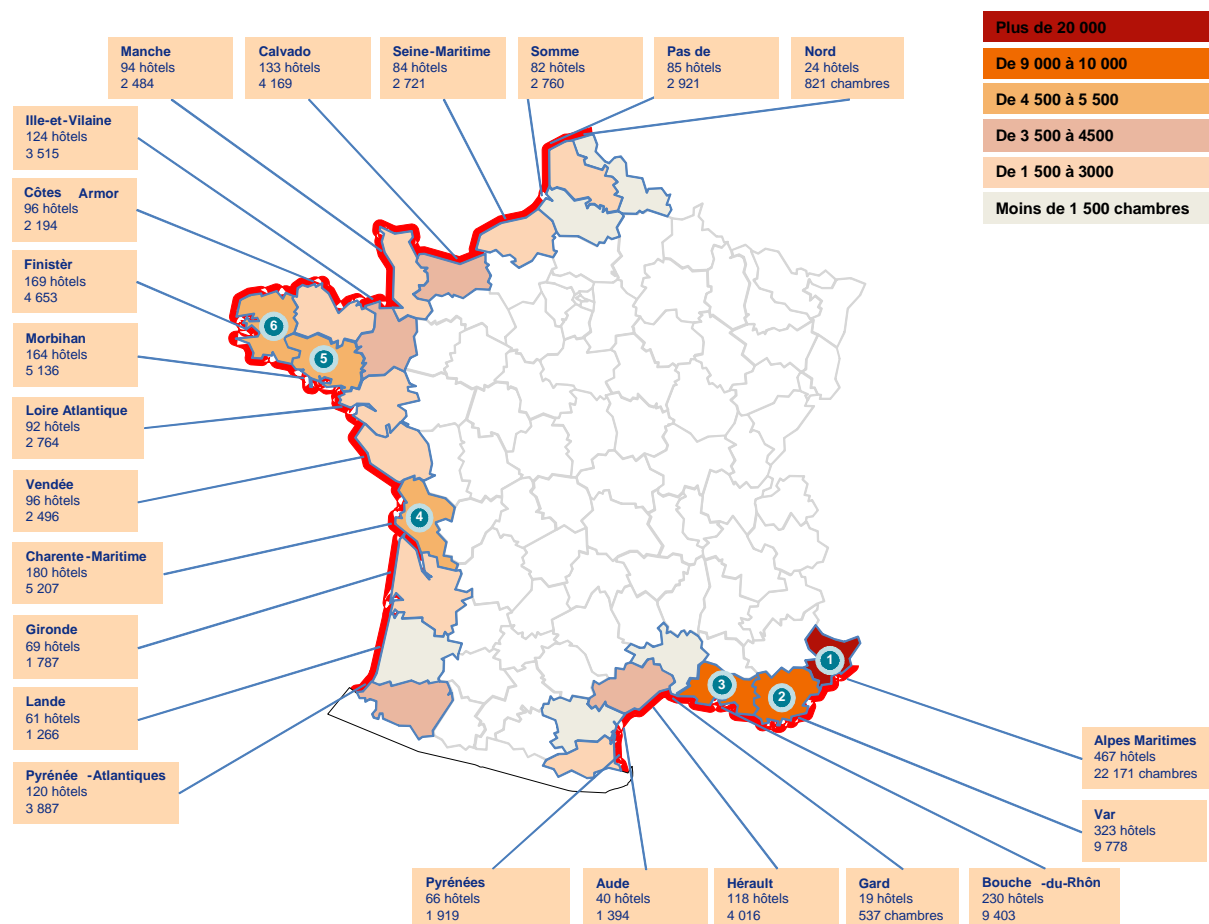 Plus de 20 000
De 9 000 à 10 000
De 4 500 à 5 500
De 3 500 à 4500
De 1 500 à 3000
Moins de 1 500 chambres
Manche
94 hôtels
2 484
Calvado
133 hôtels
4 169
Seine-Maritime
84 hôtels
2 721
Somme
82 hôtels
2 760
Pas de
85 hôtels
2 921
Nord
24 hôtels
821 chambres
Ille-et-Vilaine
124 hôtels
3 515
Côtes Armor
96 hôtels
2 194
Finistèr
169 hôtels
4 653
Morbihan
164 hôtels
5 136
Loire Atlantique
92 hôtels
2 764
Vendée
96 hôtels
2 496
Charente-Maritime
180 hôtels
5 207
Gironde
69 hôtels
1 787
Lande
61 hôtels
1 266
Pyrénée -Atlantiques
120 hôtels
3 887
6
5
4
3
2
1
Alpes Maritimes
467 hôtels
22 171 chambres
Var
323 hôtels
9 778
Pyrénées
66 hôtels
1 919
Aude
40 hôtels
1 394
Hérault
118 hôtels
4 016
Gard
19 hôtels
537 chambres
Bouche -du-Rhôn
230 hôtels
9 403